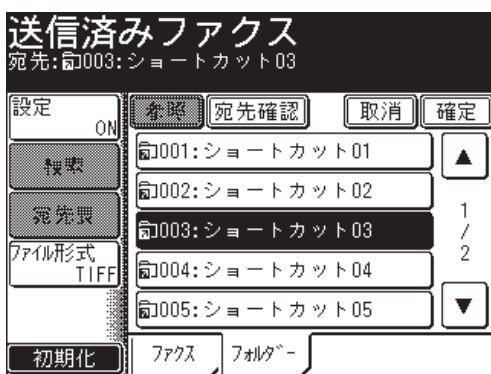 送信済みファクス
宛先:003:ショートカット03
設定
ON
参照 宛先確認 取消 確定
検索
宛先表
ファイル形式
TIFF
001:ショートカット01
002:ショートカット02
003:ショートカット03
004:ショートカット04
005:ショートカット05
1
/
2
初期化 ファクス フォルダー